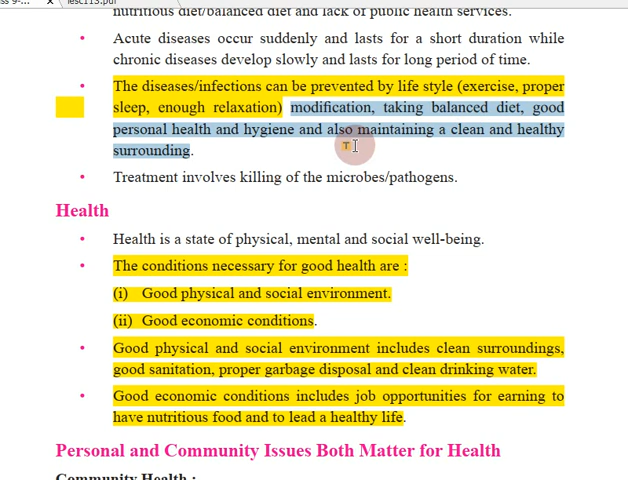 ss 9-...
iesc113.pdf
nutritious diet/balanced diet and lack of public health services.
• Acute diseases occur suddenly and lasts for a short duration while
chronic diseases develop slowly and lasts for long period of time.
• The diseases/infections can be prevented by life style (exercise, proper
sleep, enough relaxation) modification, taking balanced diet, good
personal health and hygiene and also maintaining a clean and healthy
surrounding.
• Treatment involves killing of the microbes/pathogens.
Health
• Health is a state of physical, mental and social well-being.
• The conditions necessary for good health are :
(i) Good physical and social environment.
(ii) Good economic conditions.
• Good physical and social environment includes clean surroundings,
good sanitation, proper garbage disposal and clean drinking water.
• Good economic conditions includes job opportunities for earning to
have nutritious food and to lead a healthy life.
Personal and Community Issues Both Matter for Health
Community Health :